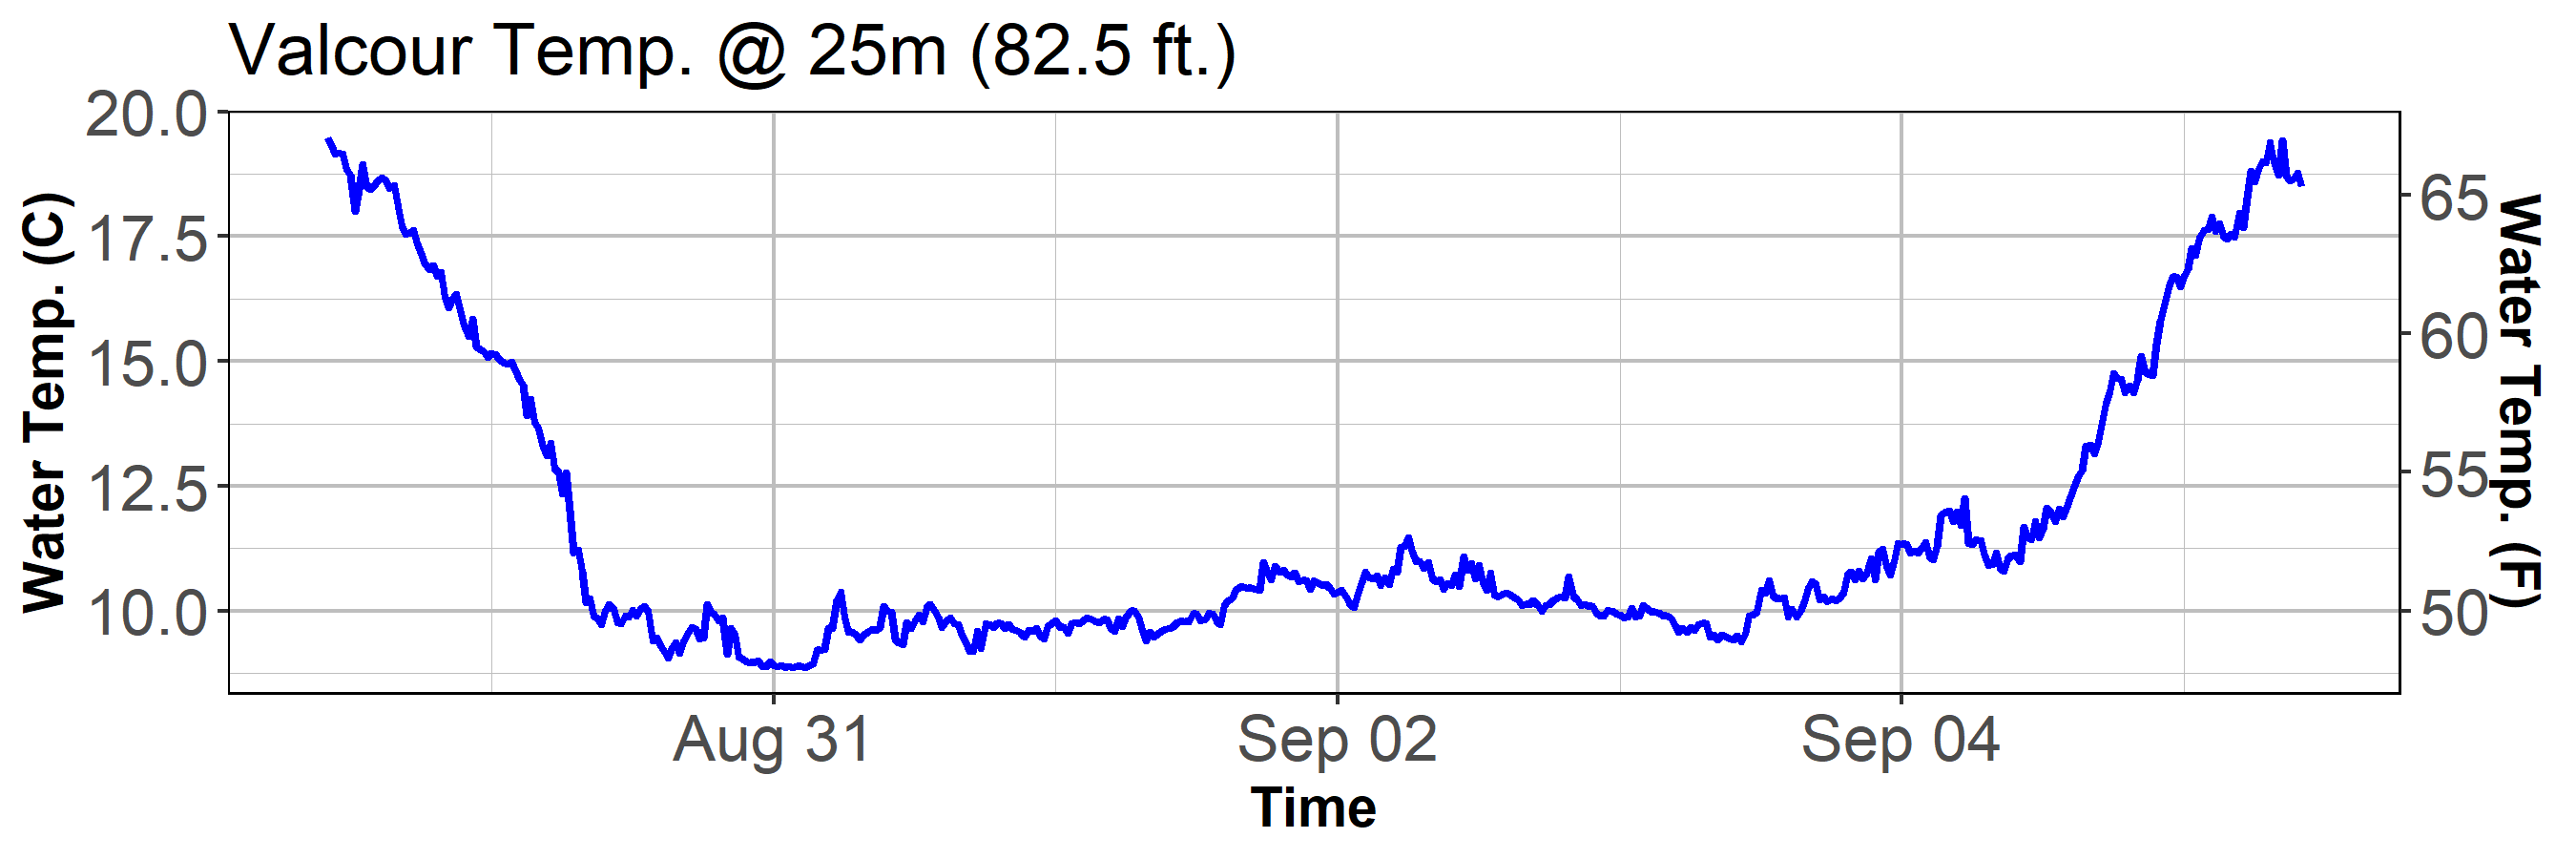 Valcour Temp. @ 25m (82.5 ft.)
Water Temp. (C)
20.0
17.5
15.0
12.5
10.0
65
60
55
50
Water Temp. (F)
Aug 31 Sep 02 Sep 04
Time